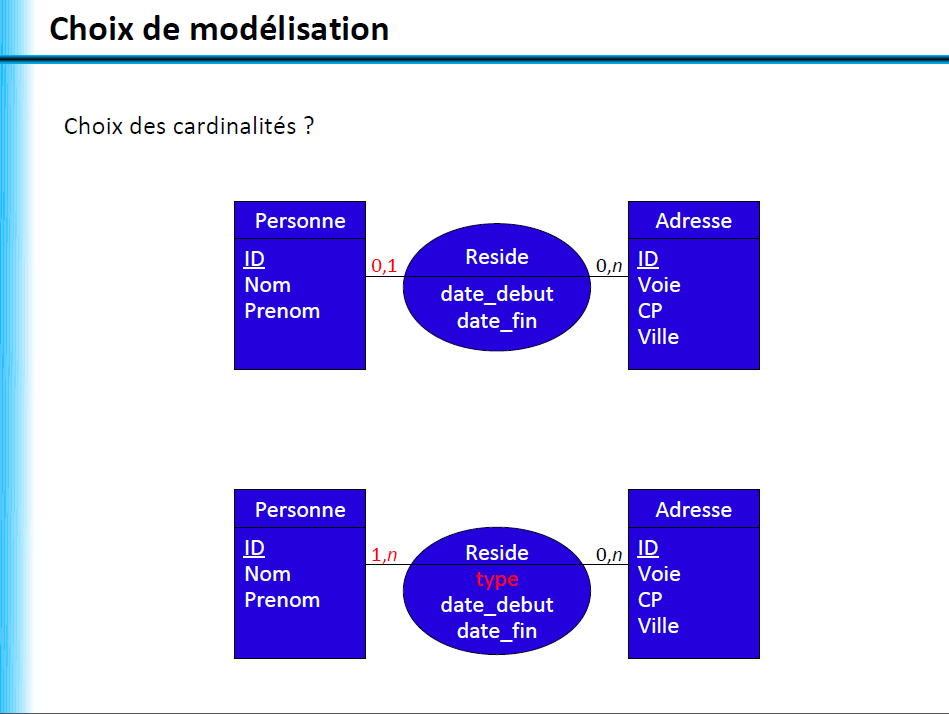 Choix de modélisation
Choix des cardinalités ?
Personne
ID
Nom
Prenom
0,1
Reside
date_debut
date_fin
0,n
Adresse
ID
Voie
CP
Ville
Personne
ID
Nom
Prenom
1,n
Reside
type
date_debut
date_fin
0,n
Adresse
ID
Voie
CP
Ville